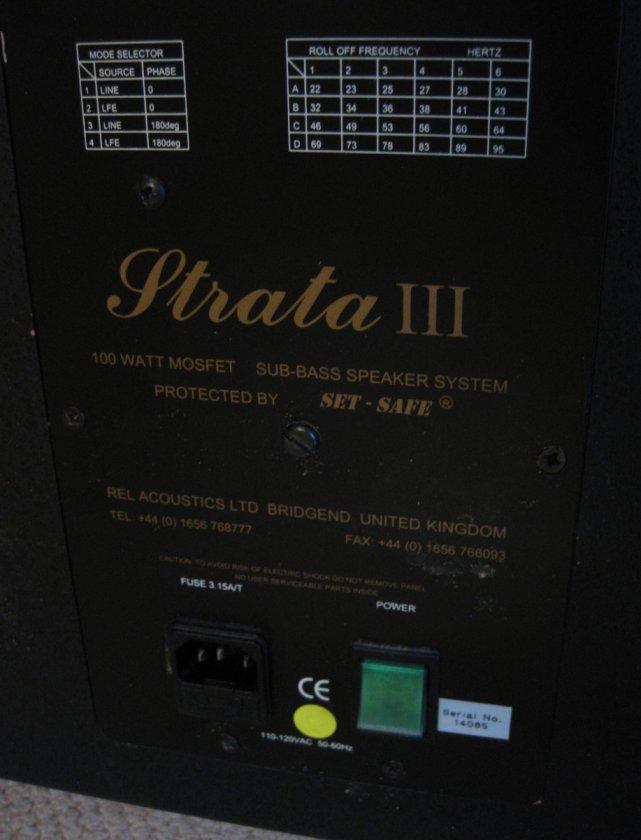 MODE SELECTOR
SOURCE PHASE
1 LINE 0
2 LFE 0
3 LINE 180deg
4 LFE 180deg
ROLL OFF FREQUENCY HERTZ
1 2 3 4 5 6
A 22 23 25 27 28 30
B 32 34 36 38 41 43
C 46 49 53 56 60 64
D 69 73 78 83 89 95
Strata III
100 WATT MOSFET SUB-BASS SPEAKER SYSTEM
PROTECTED BY SET - SAFE ®
REL ACOUSTICS LTD BRIDGEND UNITED KINGDOM
TEL: +44 (0) 1656 768777
FAX: +44 (0) 1656 766093
CAUTION: TO AVOID RISK OF ELECTRIC SHOCK DO NOT REMOVE PANEL
NO USER SERVICEABLE PARTS INSIDE
FUSE 3.15A/T
POWER
CE
Serial No.
14085
110-120VAC 50-60Hz